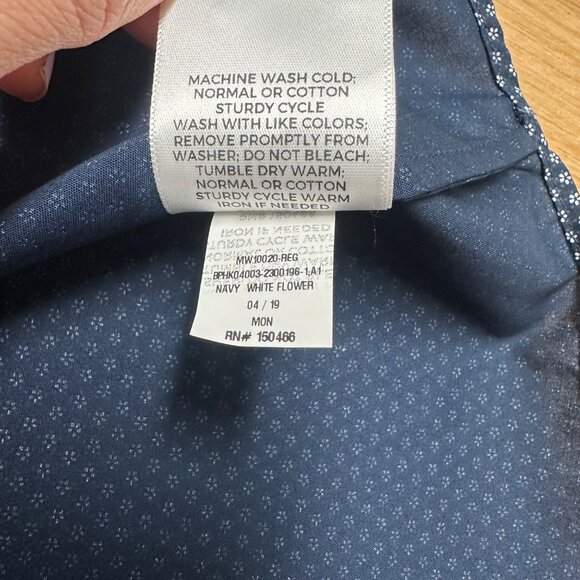 MACHINE WASH COLD;
NORMAL OR COTTON
STURDY CYCLE
WASH WITH LIKE COLORS;
REMOVE PROMPTLY FROM
WASHER; DO NOT BLEACH;
TUMBLE DRY WARM;
NORMAL OR COTTON
STURDY CYCLE WARM
IRON IF NEEDED
MW10020-REG
BPHK04003-2300196-1,A1
NAVY WHITE FLOWER
04 / 19
MON
RN# 150466